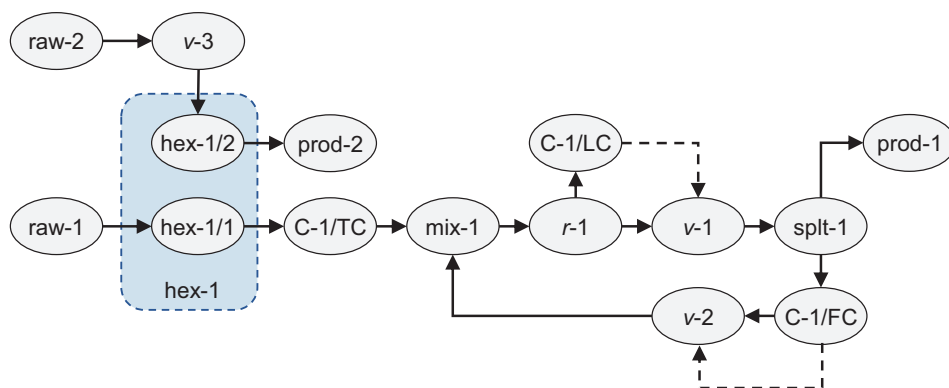 raw-2
v-3
hex-1/2
prod-2
C-1/LC
prod-1
raw-1
hex-1/1
C-1/TC
mix-1
r-1
v-1
splt-1
hex-1
v-2
C-1/FC